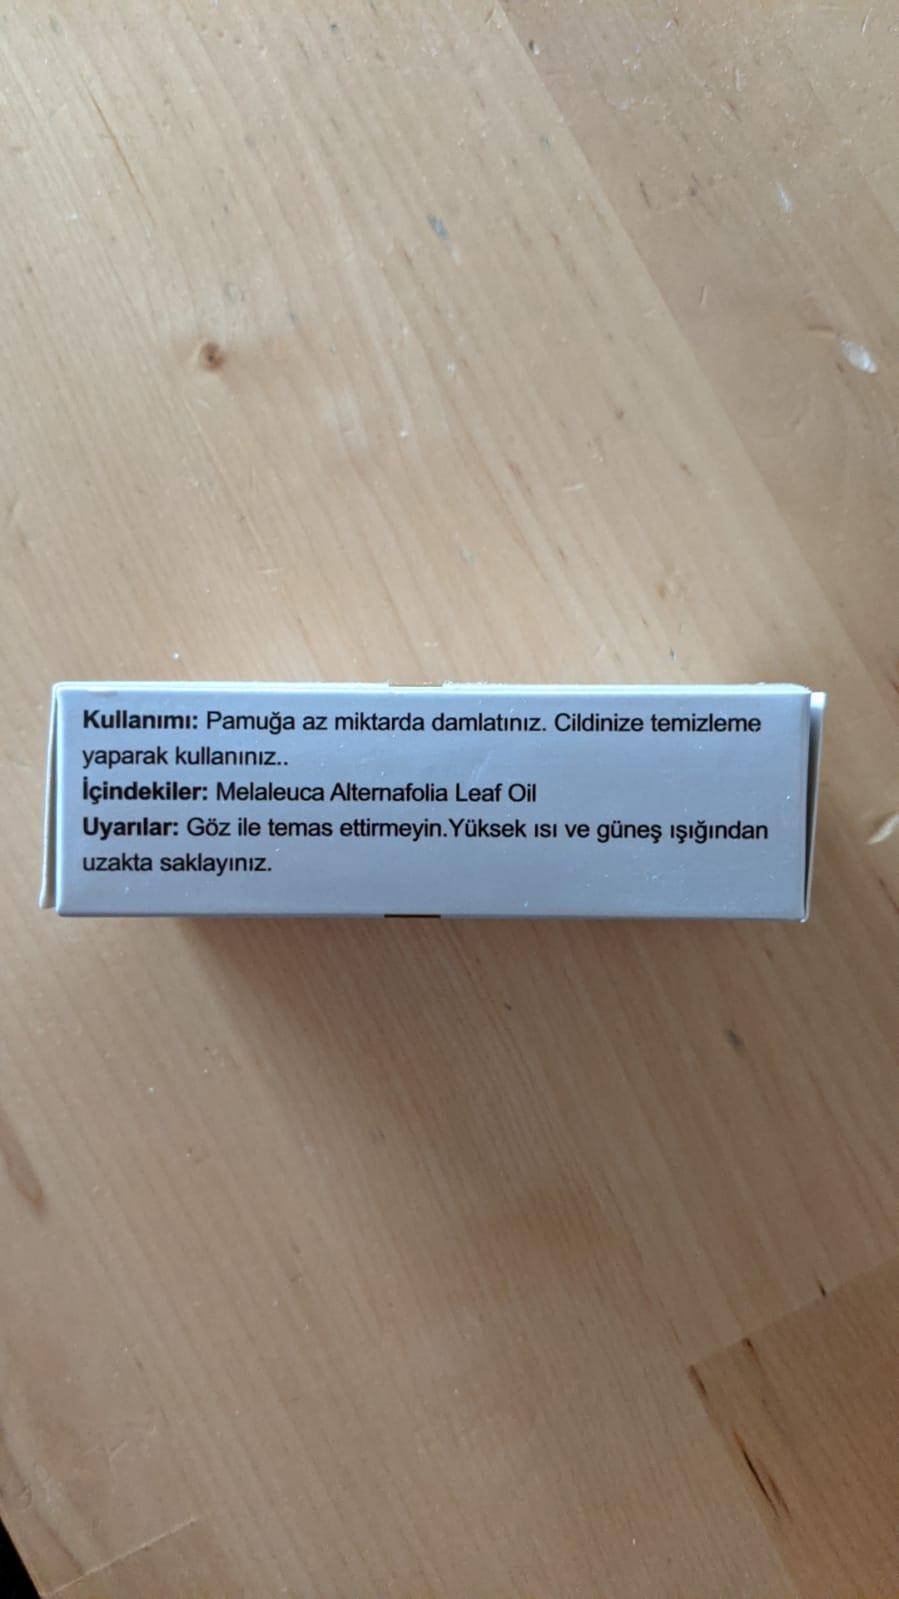 Kullanımı: Pamuğa az miktarda damlatınız. Cildinize temizleme
yaparak kullanınız..
İçindekiler: Melaleuca Alternafolia Leaf Oil
Uyarılar: Göz ile temas ettirmeyin.Yüksek ısı ve güneş ışığından
uzakta saklayınız.